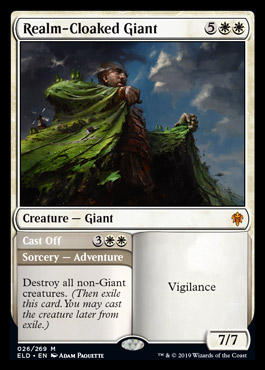 Realm-Cloaked Giant 5
Creature — Giant
Cast Off 3
Sorcery — Adventure
Destroy all non-Giant
creatures. (Then exile
this card. You may cast
the creature later from
exile.)
Vigilance
7/7
026/269 M
ELD • EN Adam Paquette
™ & © 2019 Wizards of the Coast